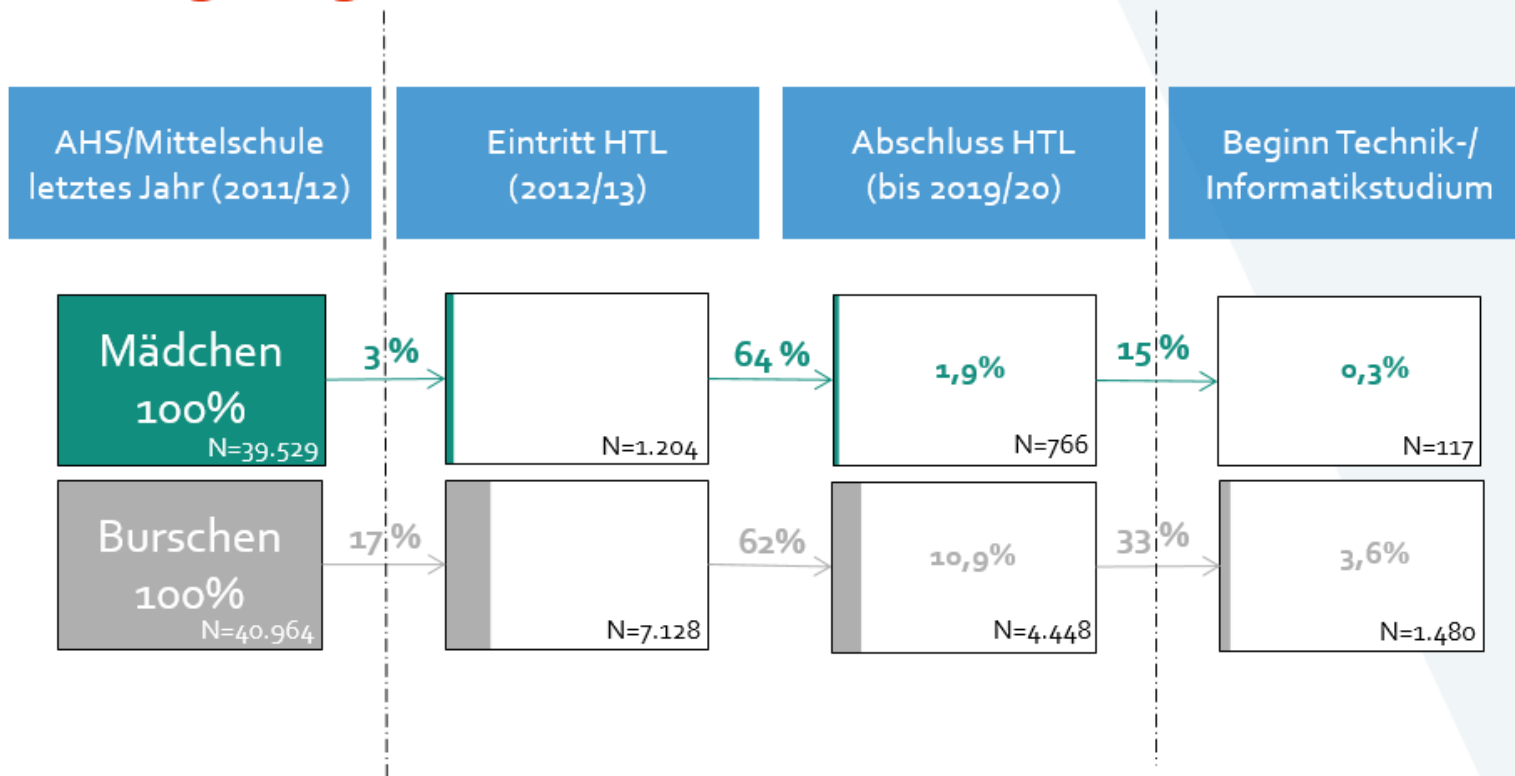 AHS/Mittelschule
letztes Jahr (2011/12)
Eintritt HTL
(2012/13)
Abschluss HTL
(bis 2019/20)
Beginn Technik-/
Informatikstudium
Mädchen
100%
N=39.529
3 %
N=1.204
64 %
1,9%
N=766
15 %
0,3%
N=117
Burschen
100%
N=40.964
17 %
N=7.128
62%
10,9%
N=4.448
33 %
3,6%
N=1.480